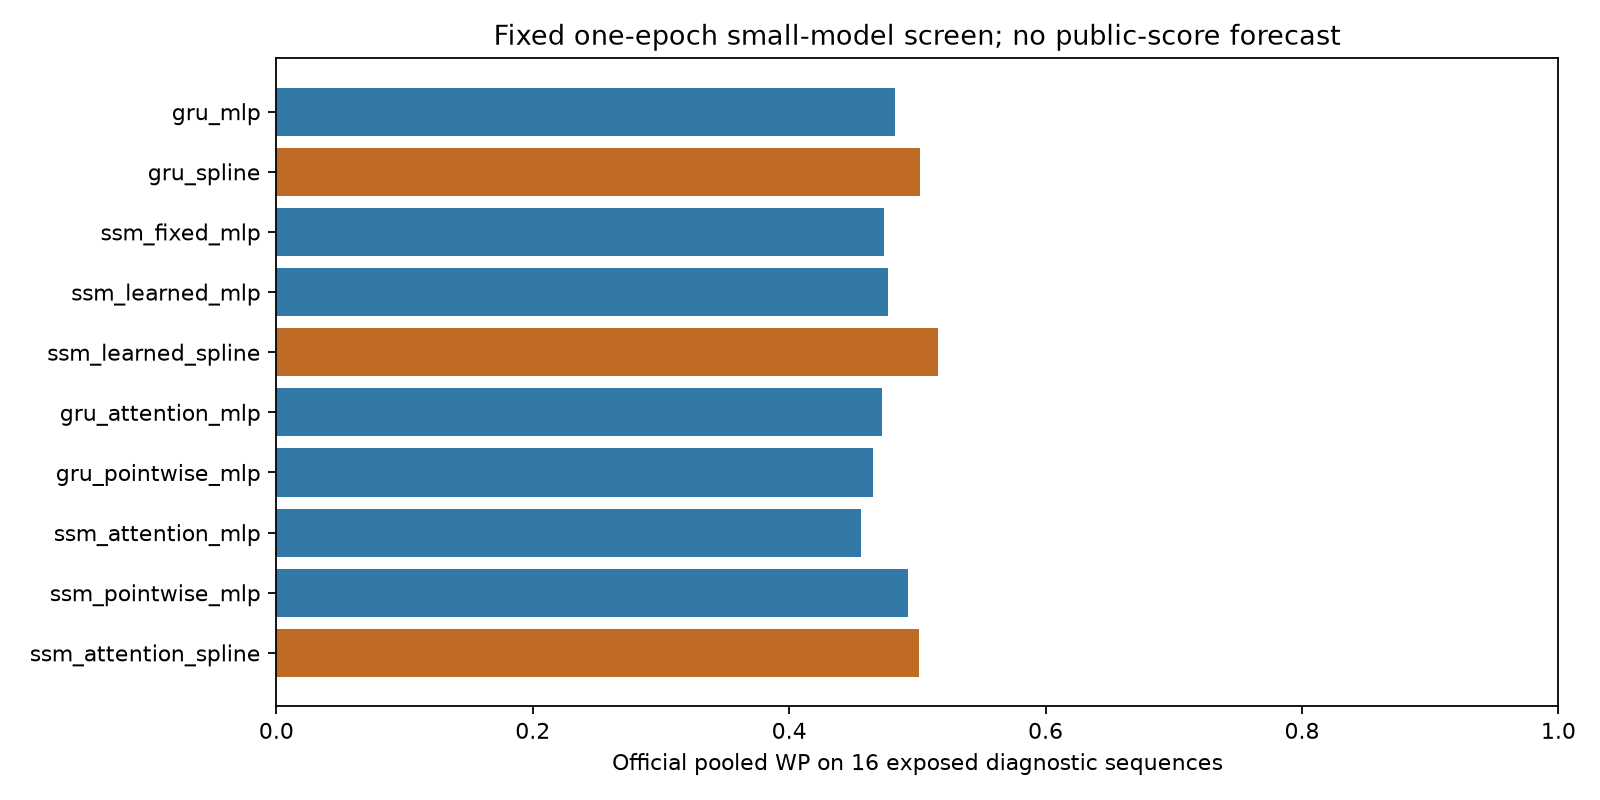 Fixed one-epoch small-model screen; no public-score forecast
gru_mlp
gru_spline
ssm_fixed_mlp
ssm_learned_mlp
ssm_learned_spline
gru_attention_mlp
gru_pointwise_mlp
ssm_attention_mlp
ssm_pointwise_mlp
ssm_attention_spline
0.0 0.2 0.4 0.6 0.8 1.0
Official pooled WP on 16 exposed diagnostic sequences